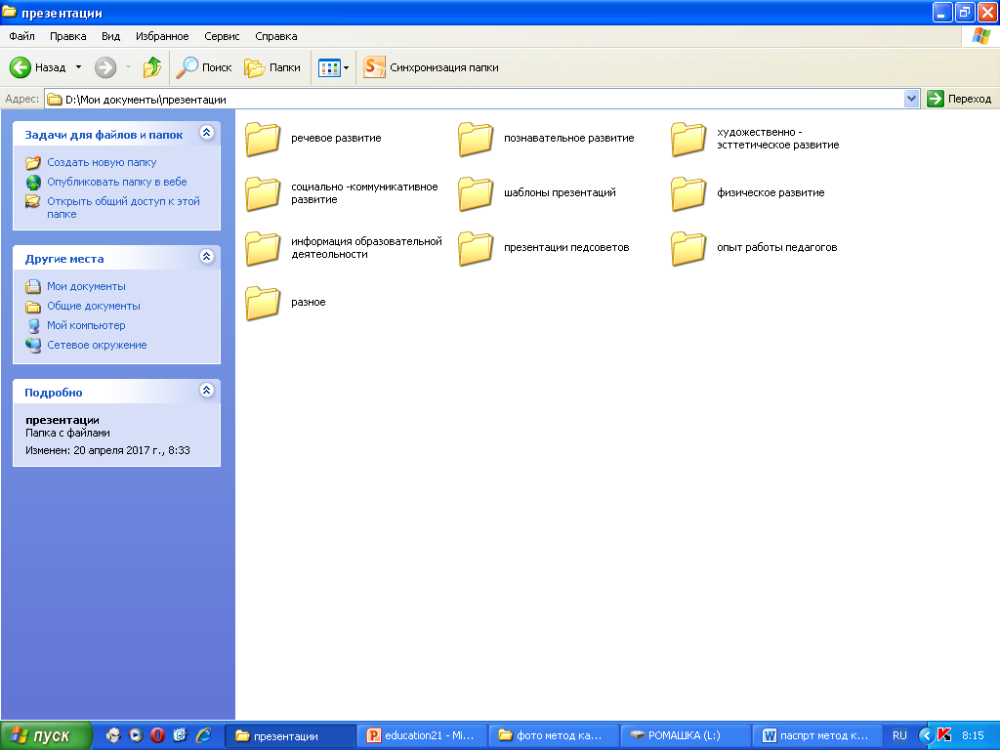 презентации
Файл Правка Вид Избранное Сервис Справка
Назад Поиск Папки Синхронизация папки
Адрес: D:\Мои документы\презентации Переход
Задачи для файлов и папок
Создать новую папку
Опубликовать папку в вебе
Открыть общий доступ к этой
папке
Другие места
Мои документы
Общие документы
Мой компьютер
Сетевое окружение
Подробно
презентации
Папка с файлами
Изменен: 20 апреля 2017 г., 8:33
речевое развитие
познавательное развитие
художественно -
эсттетическое развитие
социально -коммуникативное
развитие
шаблоны презентаций
физическое развитие
информация образовательной
деятеольности
презентации педсоветов
опыт работы педагогов
разное
пуск презентации education21 - Mi... фото метод ка... РОМАШКА (L:) паспрт метод к... RU 8:15